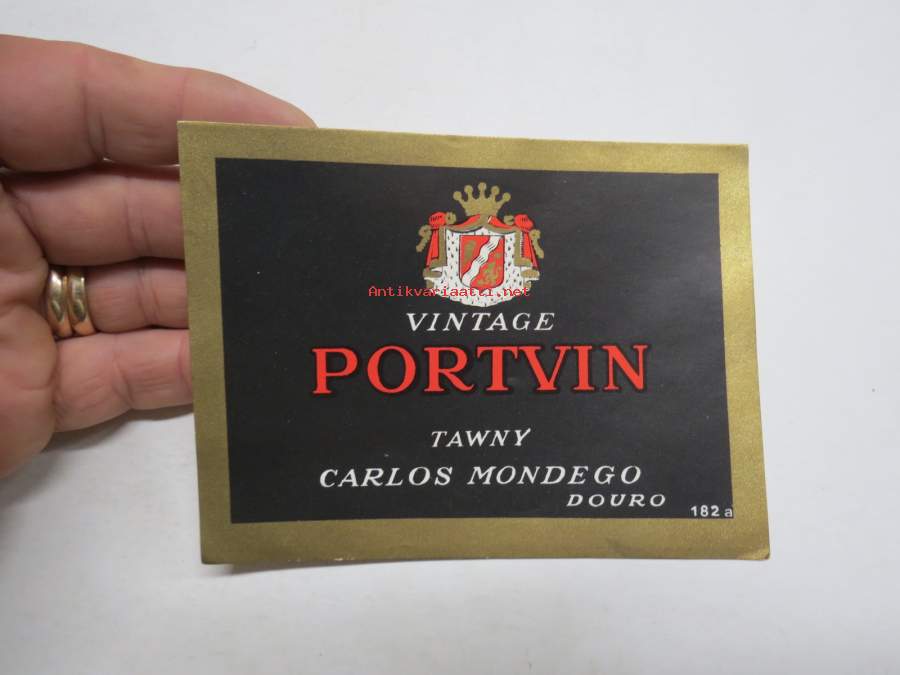 Antikvariaatti.net
VINTAGE
PORTVIN
TAWNY
CARLOS MONDEGO
DOURO
182 a